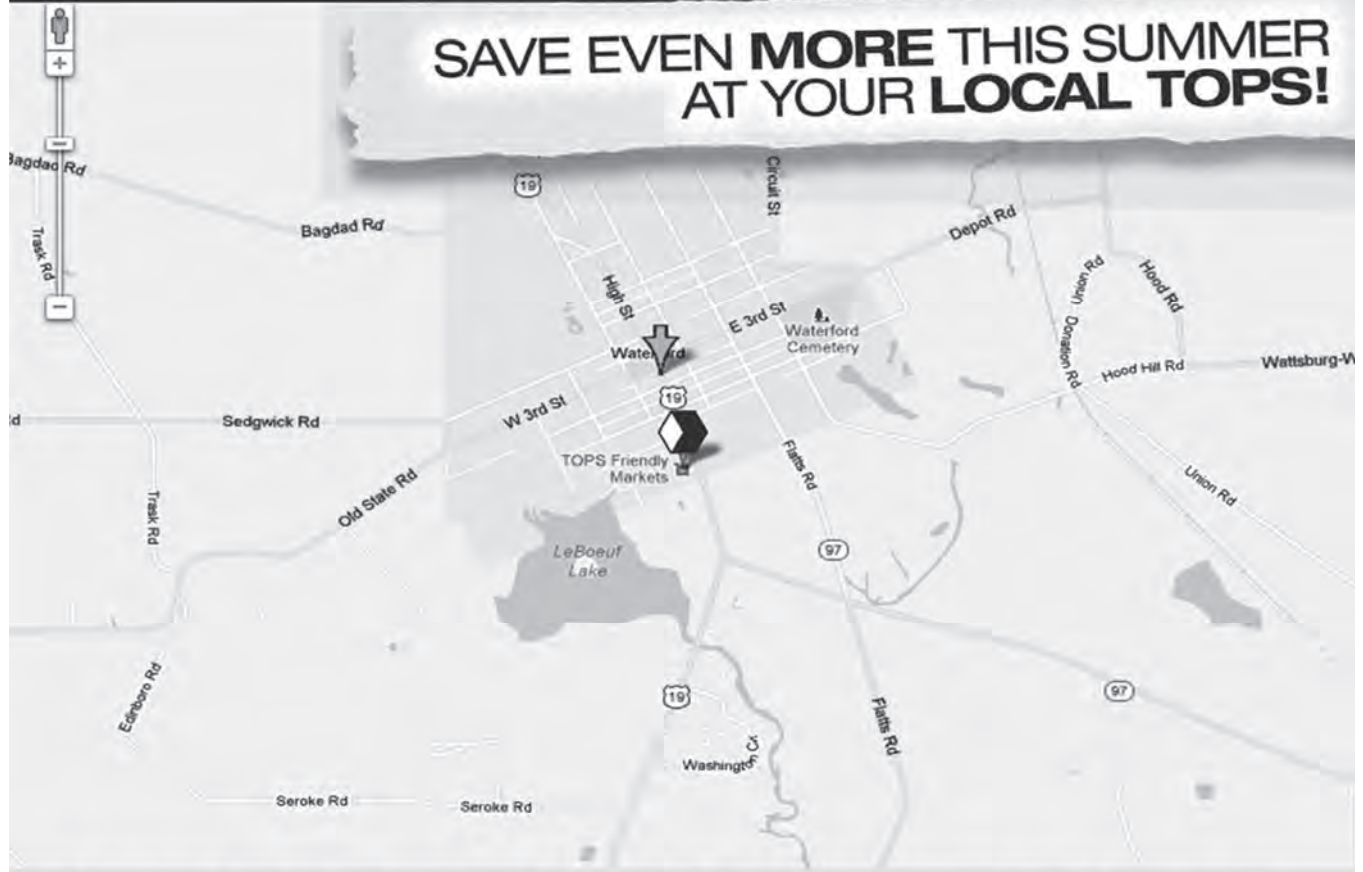 SAVE EVEN MORE THIS SUMMER
AT YOUR LOCAL TOPS!
Bagdad Rd
19
Circuit St
Trask Rd
Bagdad Rd
Depot Rd
High St
Union Rd
Hood Rd
E 3rd St
Waterford
Cemetery
Donation Rd
Hood Hill Rd
Wattsburg-W
19
W 3rd St
Sedgwick Rd
TOPS Friendly
Markets
Flatts Rd
Old State Rd
Trask Rd
Union Rd
LeBoeuf
Lake
97
Edinboro Rd
19
97
Flatts Rd
Washington
Cr.
Seroke Rd
Seroke Rd